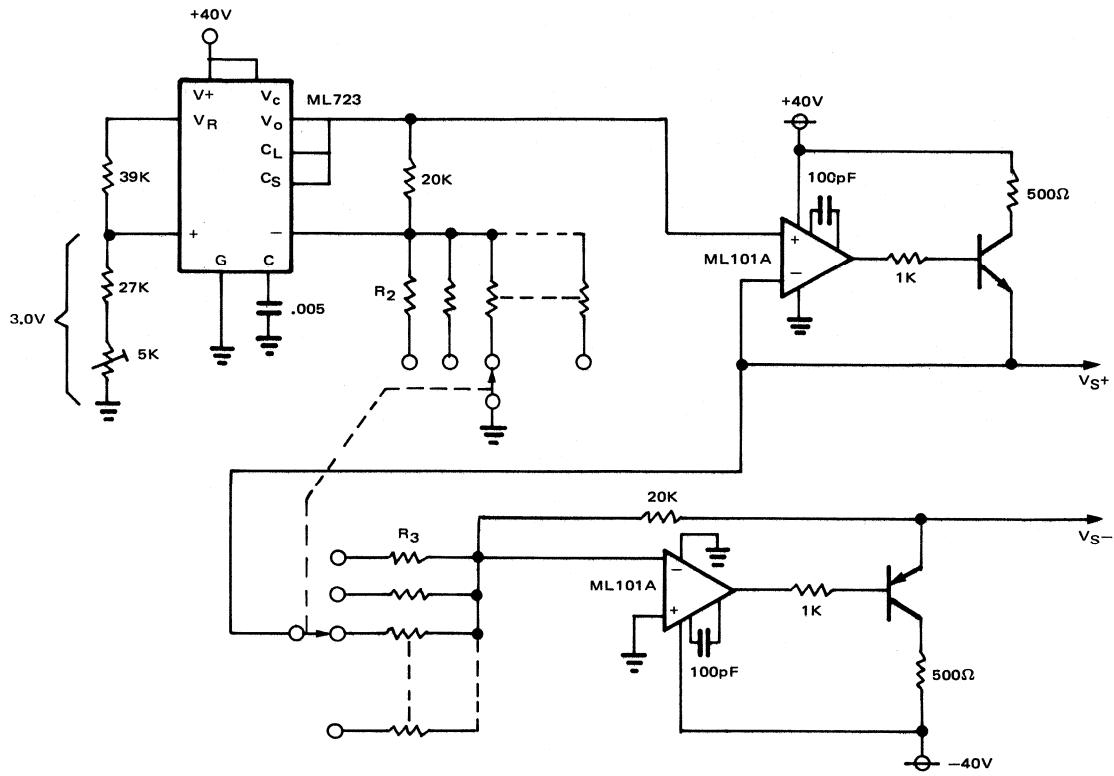 +40V
V+
Vc
ML723
VR
Vo
CL
CS
39K
20K
+
−
G
C
27K
.005
3.0V
5K
R2
+40V
100pF
500Ω
+
ML101A
−
1K
VS+
20K
VS−
R3
−
ML101A
+
1K
100pF
500Ω
−40V